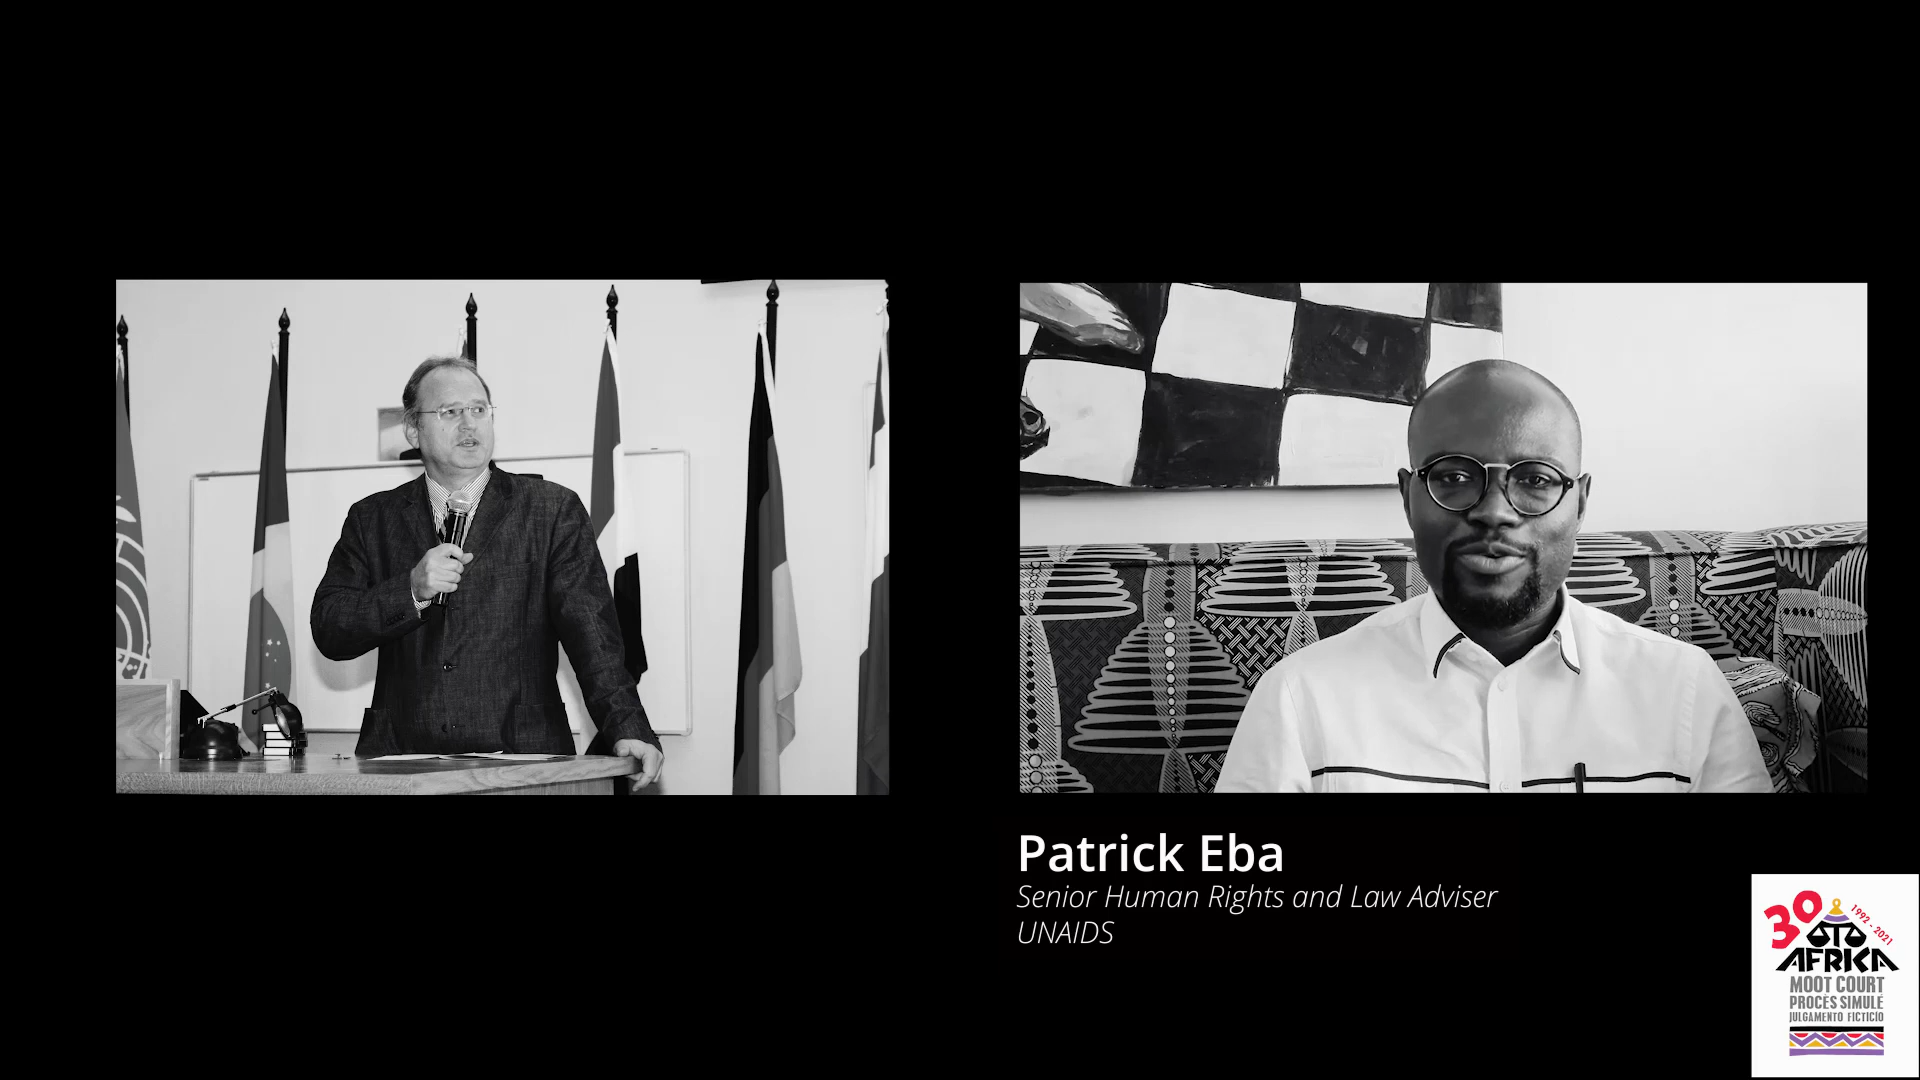 Patrick Eba
Senior Human Rights and Law Adviser
UNAIDS
30
1992 - 2021
AFRICA
MOOT COURT
PROCÈS SIMULÉ
JULGAMENTO FICTÍCIO